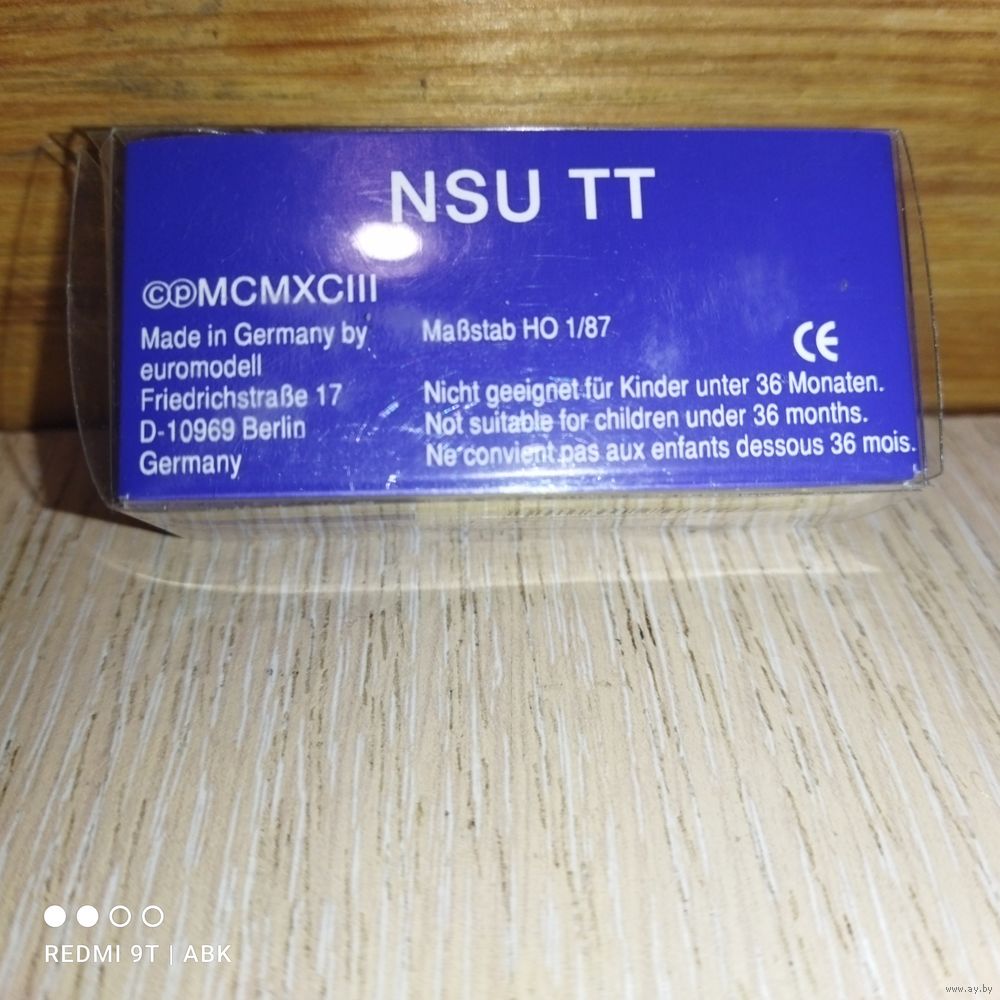 NSU TT
©℗MCMXCIII
Made in Germany by
euromodell
Friedrichstraße 17
D-10969 Berlin
Germany
Maßstab HO 1/87
CE
Nicht geeignet für Kinder unter 36 Monaten.
Not suitable for children under 36 months.
Ne convient pas aux enfants dessous 36 mois.
REDMI 9T | ABK
www.ay.by